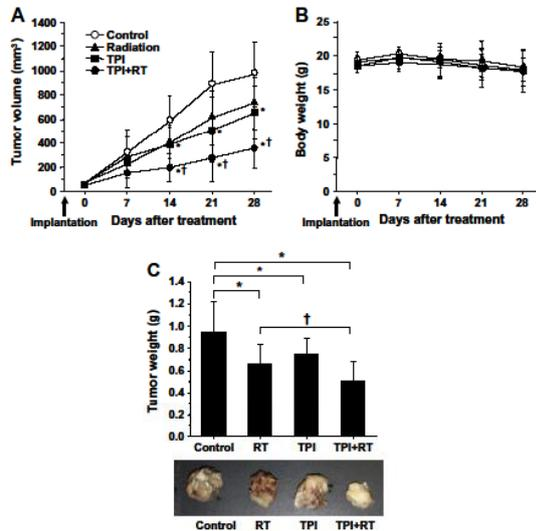 A
Tumor volume (mm³)
1400
1200
1000
800
600
400
200
0
Control
Radiation
TPI
TPI+RT
*
*
*
*†
*†
*†
0 7 14 21 28
Implantation
Days after treatment
B
Body weight (g)
25
20
15
10
5
0
0 7 14 21 28
Implantation
Days after treatment
C
Tumor weight (g)
1.4
1.2
1.0
0.8
0.6
0.4
0.2
0.0
*
*
*
†
Control RT TPI TPI+RT
Control RT TPI TPI+RT